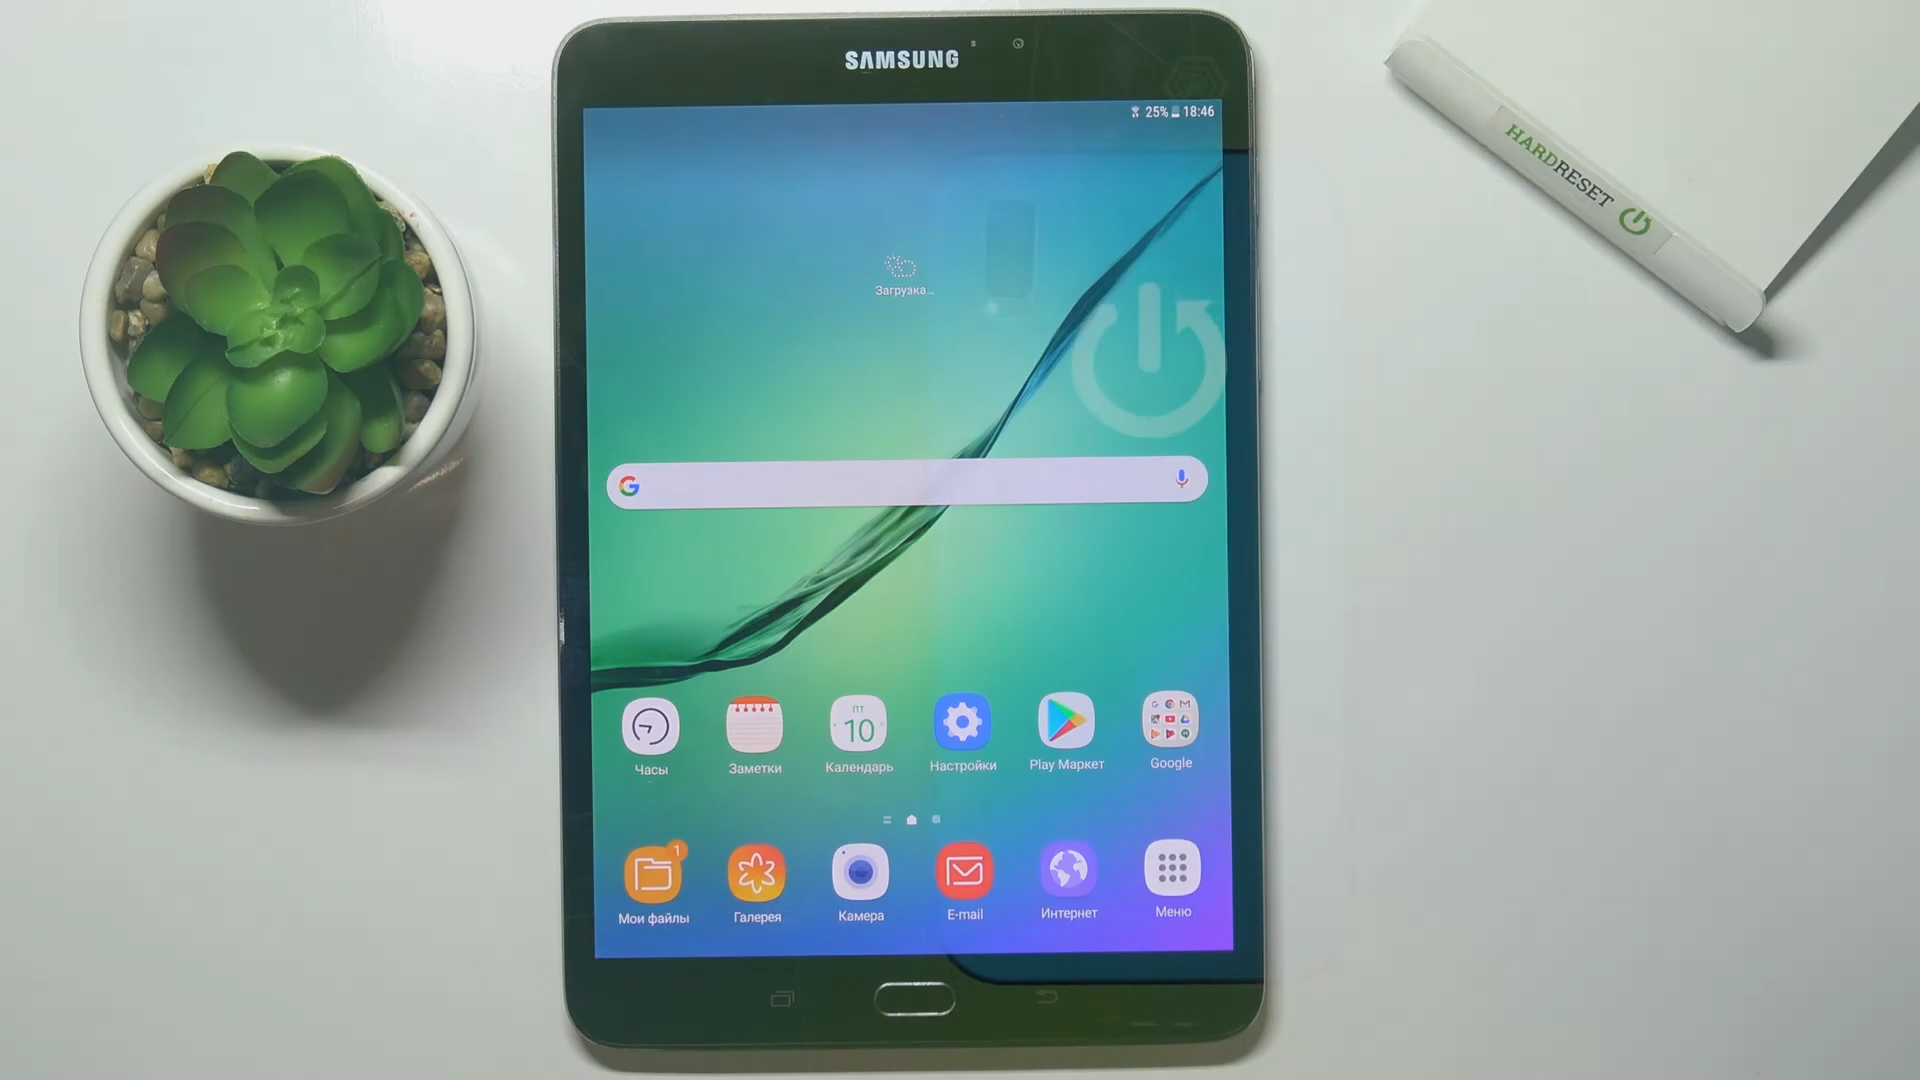 SAMSUNG
25% 18:46
Загрузка...
ПТ
10
Часы
Заметки
Календарь
Настройки
Play Маркет
Google
1
Мои файлы
Галерея
Камера
E-mail
Интернет
Меню
HARDRESET